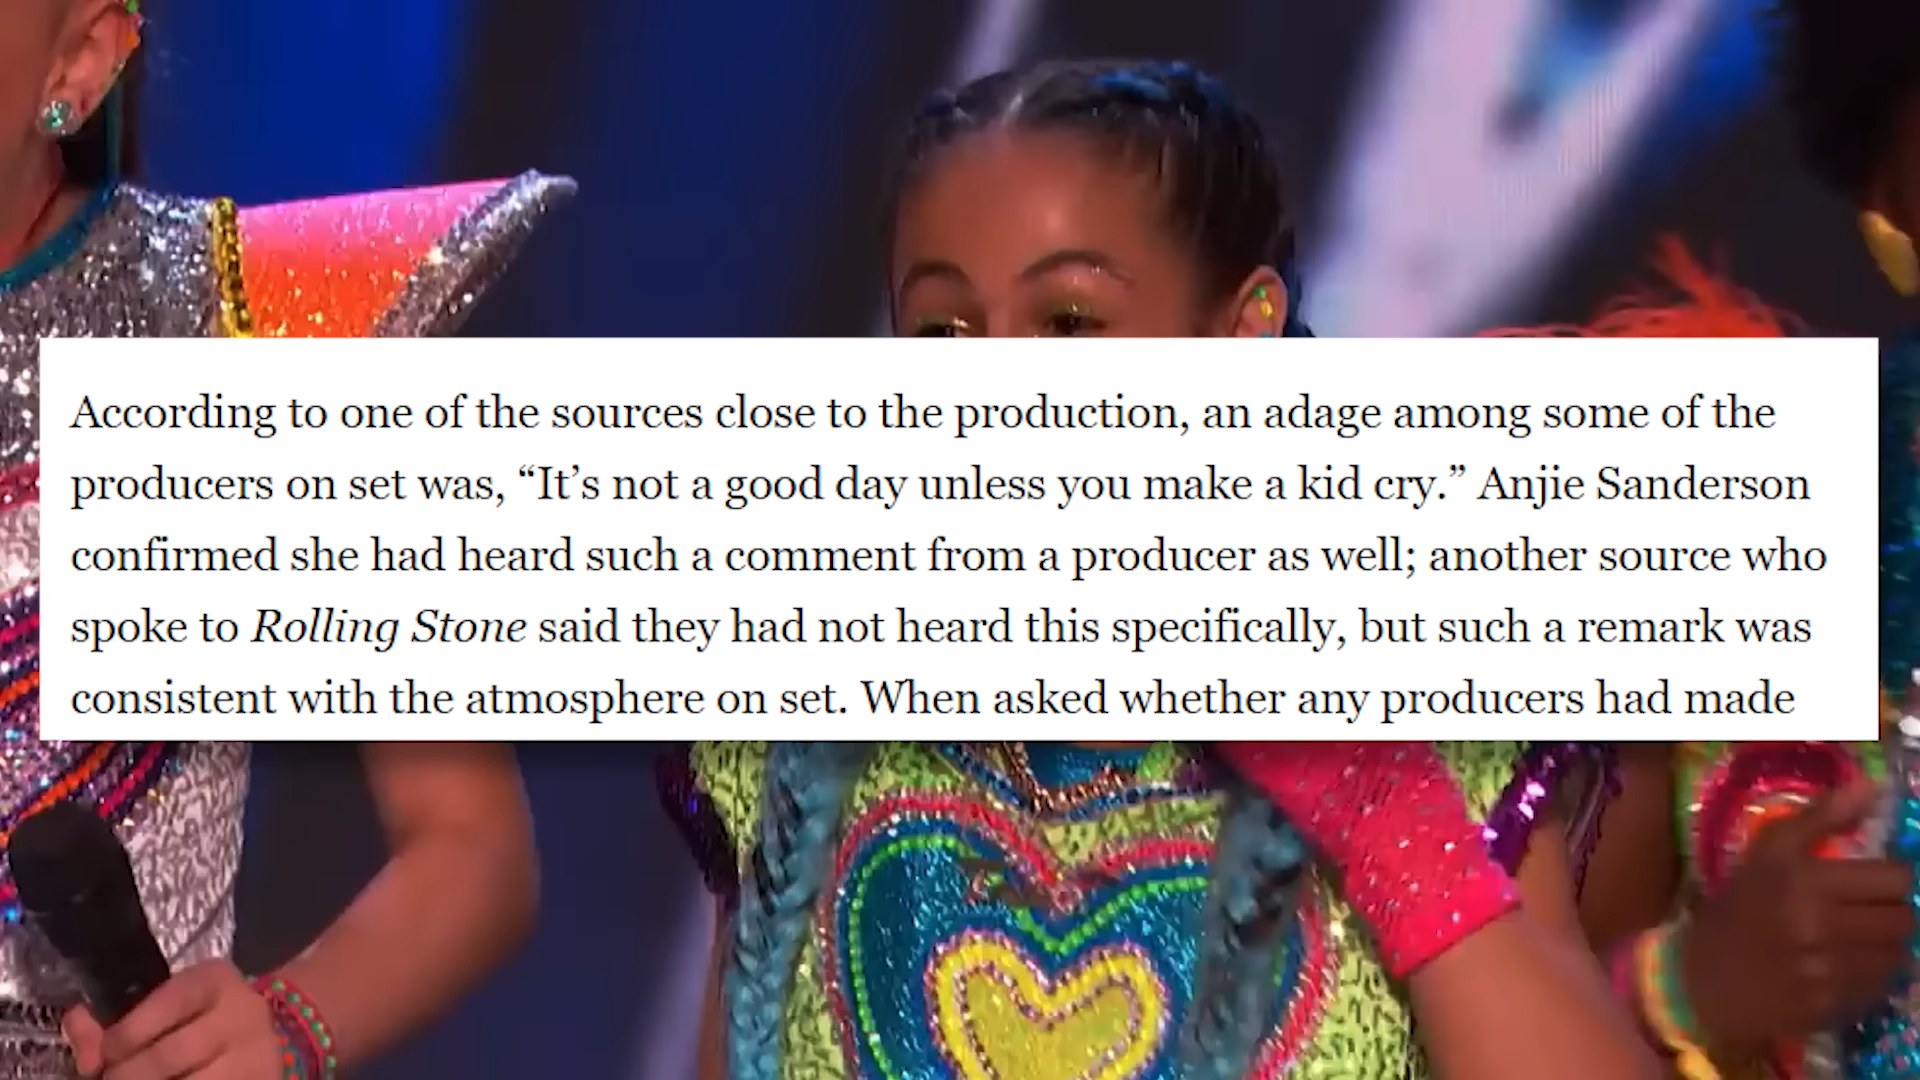 According to one of the sources close to the production, an adage among some of the
producers on set was, “It’s not a good day unless you make a kid cry.” Anjie Sanderson
confirmed she had heard such a comment from a producer as well; another source who
spoke to Rolling Stone said they had not heard this specifically, but such a remark was
consistent with the atmosphere on set. When asked whether any producers had made